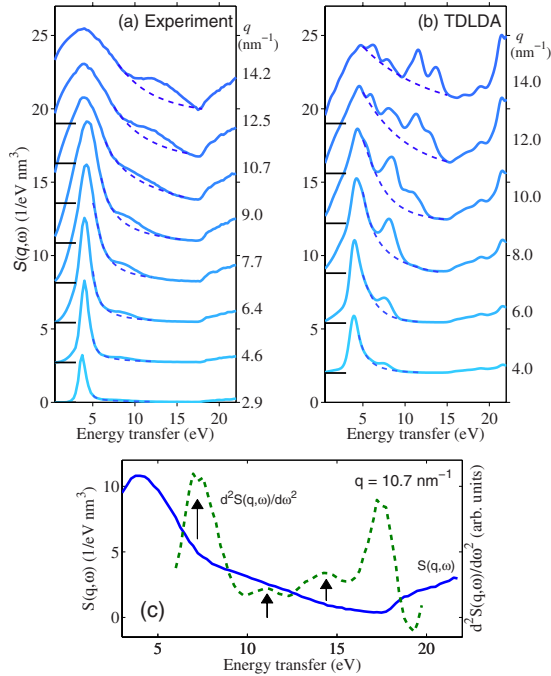 (a) Experiment
q
(nm⁻¹)
(b) TDLDA
q
(nm⁻¹)
S(q,ω) (1/eV nm³)
25
20
15
10
5
0
14.2
12.5
10.7
9.0
7.7
6.4
4.6
2.9
25
20
15
10
5
0
14.0
12.0
10.0
8.0
6.0
4.0
5 10 15 20
Energy transfer (eV)
5 10 15 20
Energy transfer (eV)
S(q,ω) (1/eV nm³)
10
5
0
d²S(q,ω)/dω²
q = 10.7 nm⁻¹
S(q,ω)
(c)
d²S(q,ω)/dω² (arb. units)
5 10 15 20
Energy transfer (eV)